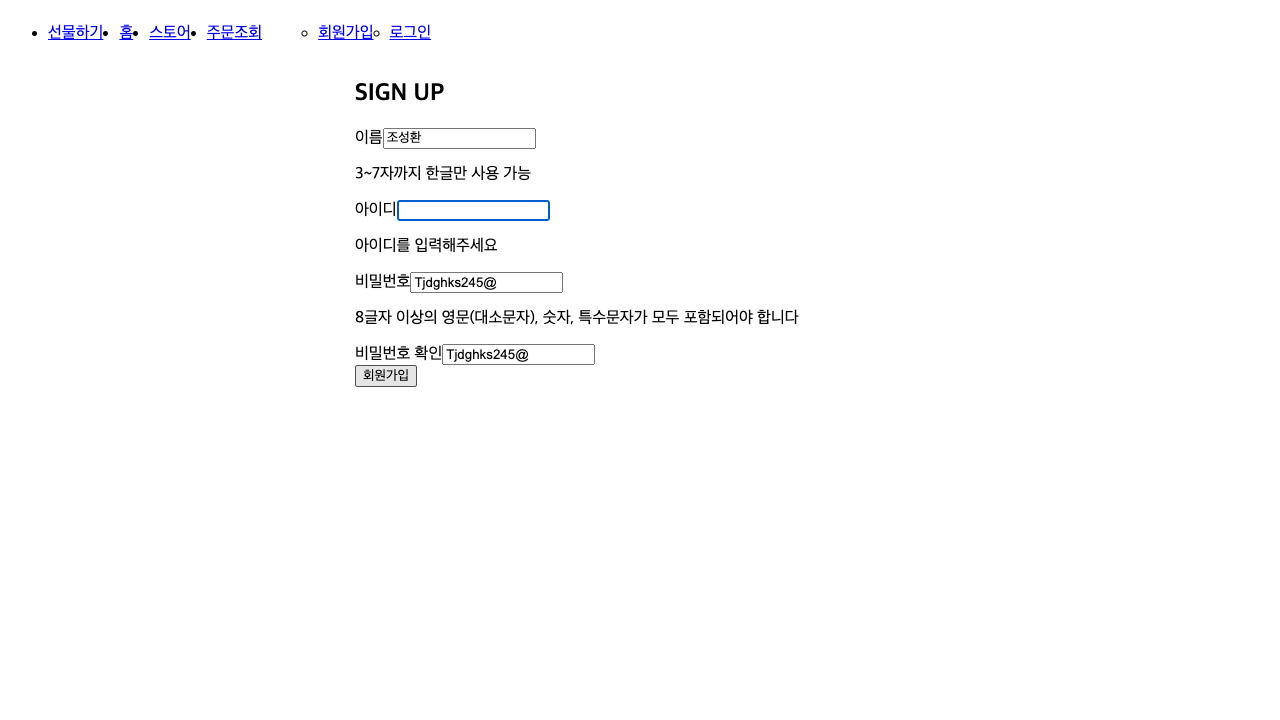 선물하기 홈 스토어 주문조회 회원가입 로그인
SIGN UP
이름 조성환
3~7자까지 한글만 사용 가능
아이디
아이디를 입력해주세요
비밀번호 Tjdghks245@
8글자 이상의 영문(대소문자), 숫자, 특수문자가 모두 포함되어야 합니다
비밀번호 확인 Tjdghks245@
회원가입